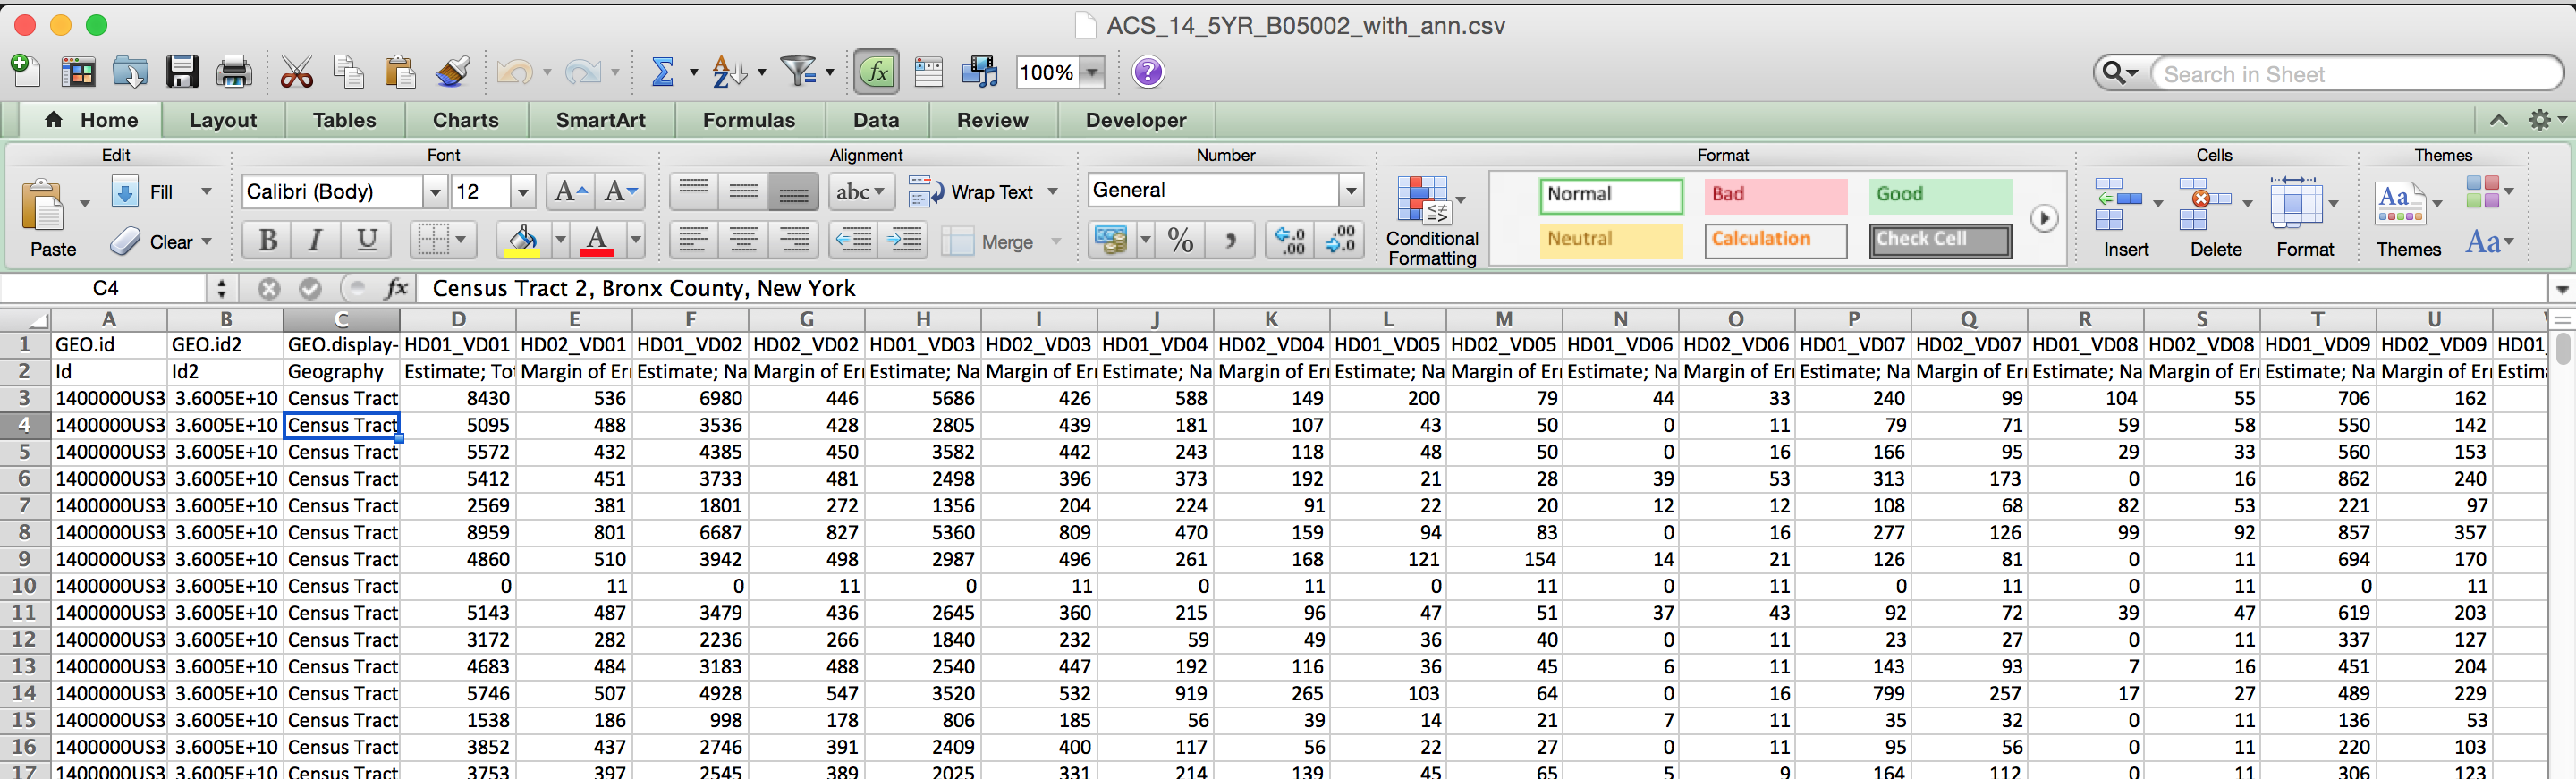 ACS_14_5YR_B05002_with_ann.csv
100% ?
Search in Sheet
Home Layout Tables Charts SmartArt Formulas Data Review Developer
Edit Font Alignment Number Format Cells Themes
Fill Calibri (Body) 12 A A abc Wrap Text General Normal Bad Good Aa
Paste Clear B I U A Merge % Conditional Formatting Neutral Calculation Check Cell Insert Delete Format Themes Aa
C4 fx Census Tract 2, Bronx County, New York
A B C D E F G H I J K L M N O P Q R S T U
1 GEO.id GEO.id2 GEO.display- HD01_VD01 HD02_VD01 HD01_VD02 HD02_VD02 HD01_VD03 HD02_VD03 HD01_VD04 HD02_VD04 HD01_VD05 HD02_VD05 HD01_VD06 HD02_VD06 HD01_VD07 HD02_VD07 HD01_VD08 HD02_VD08 HD01_VD09 HD02_VD09 HD01_
2 Id Id2 Geography Estimate; Tot Margin of Err Estimate; Na Margin of Err Estimate; Na Margin of Err Estimate; Na Margin of Err Estimate; Na Margin of Err Estimate; Na Margin of Err Estimate; Na Margin of Err Estimate; Na Margin of Err Estimate; Na Margin of Err Estim
3 1400000US3 3.6005E+10 Census Tract 8430 536 6980 446 5686 426 588 149 200 79 44 33 240 99 104 55 706 162
4 1400000US3 3.6005E+10 Census Tract 5095 488 3536 428 2805 439 181 107 43 50 0 11 79 71 59 58 550 142
5 1400000US3 3.6005E+10 Census Tract 5572 432 4385 450 3582 442 243 118 48 50 0 16 166 95 29 33 560 153
6 1400000US3 3.6005E+10 Census Tract 5412 451 3733 481 2498 396 373 192 21 28 39 53 313 173 0 16 862 240
7 1400000US3 3.6005E+10 Census Tract 2569 381 1801 272 1356 204 224 91 22 20 12 12 108 68 82 53 221 97
8 1400000US3 3.6005E+10 Census Tract 8959 801 6687 827 5360 809 470 159 94 83 0 16 277 126 99 92 857 357
9 1400000US3 3.6005E+10 Census Tract 4860 510 3942 498 2987 496 261 168 121 154 14 21 126 81 0 11 694 170
10 1400000US3 3.6005E+10 Census Tract 0 11 0 11 0 11 0 11 0 11 0 11 0 11 0 11 0 11
11 1400000US3 3.6005E+10 Census Tract 5143 487 3479 436 2645 360 215 96 47 51 37 43 92 72 39 47 619 203
12 1400000US3 3.6005E+10 Census Tract 3172 282 2236 266 1840 232 59 49 36 40 0 11 23 27 0 11 337 127
13 1400000US3 3.6005E+10 Census Tract 4683 484 3183 488 2540 447 192 116 36 45 6 11 143 93 7 16 451 204
14 1400000US3 3.6005E+10 Census Tract 5746 507 4928 547 3520 532 919 265 103 64 0 16 799 257 17 27 489 229
15 1400000US3 3.6005E+10 Census Tract 1538 186 998 178 806 185 56 39 14 21 7 11 35 32 0 11 136 53
16 1400000US3 3.6005E+10 Census Tract 3852 437 2746 391 2409 400 117 56 22 27 0 11 95 56 0 11 220 103
17 1400000US3 3.6005E+10 Census Tract 3753 397 2545 389 2025 331 214 139 45 65 5 9 164 112 0 11 306 123